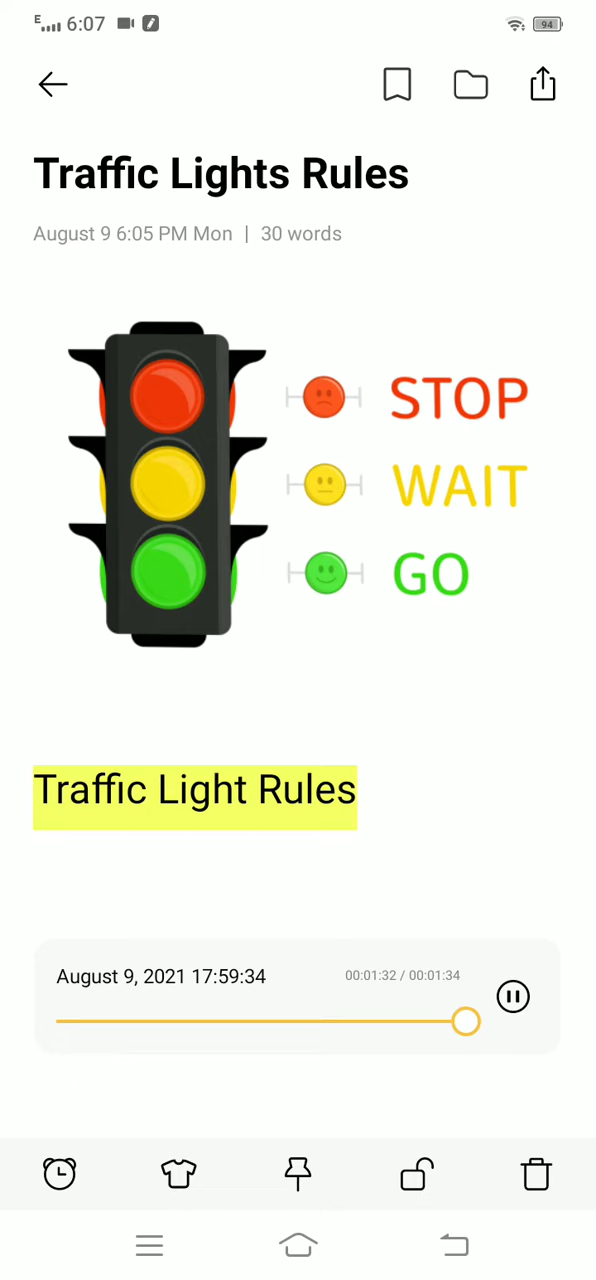 E 6:07 94
Traffic Lights Rules
August 9 6:05 PM Mon | 30 words
STOP
WAIT
GO
Traffic Light Rules
August 9, 2021 17:59:34 00:01:32 / 00:01:34